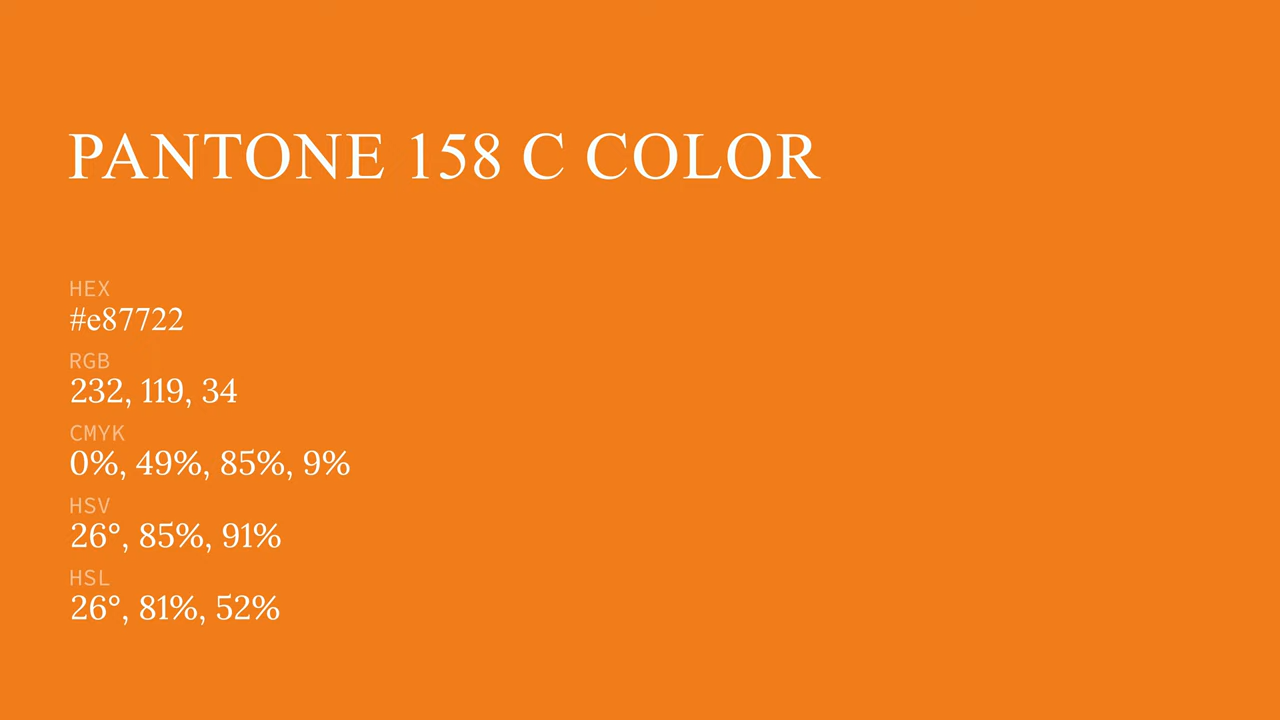 PANTONE 158 C COLOR
HEX
#e87722
RGB
232, 119, 34
CMYK
0%, 49%, 85%, 9%
HSV
26°, 85%, 91%
HSL
26°, 81%, 52%